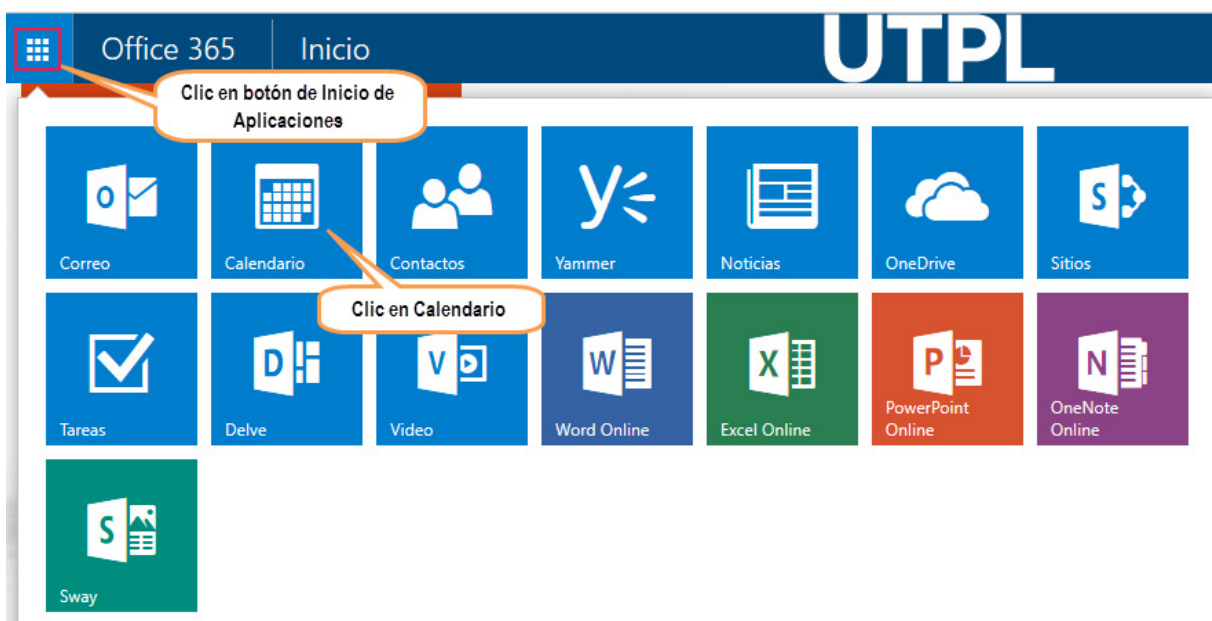 Office 365
Inicio
UTPL
Clic en botón de Inicio de
Aplicaciones
Correo
Calendario
Contactos
Yammer
Noticias
OneDrive
Sitios
Clic en Calendario
Tareas
Delve
Video
Word Online
Excel Online
PowerPoint
Online
OneNote
Online
Sway